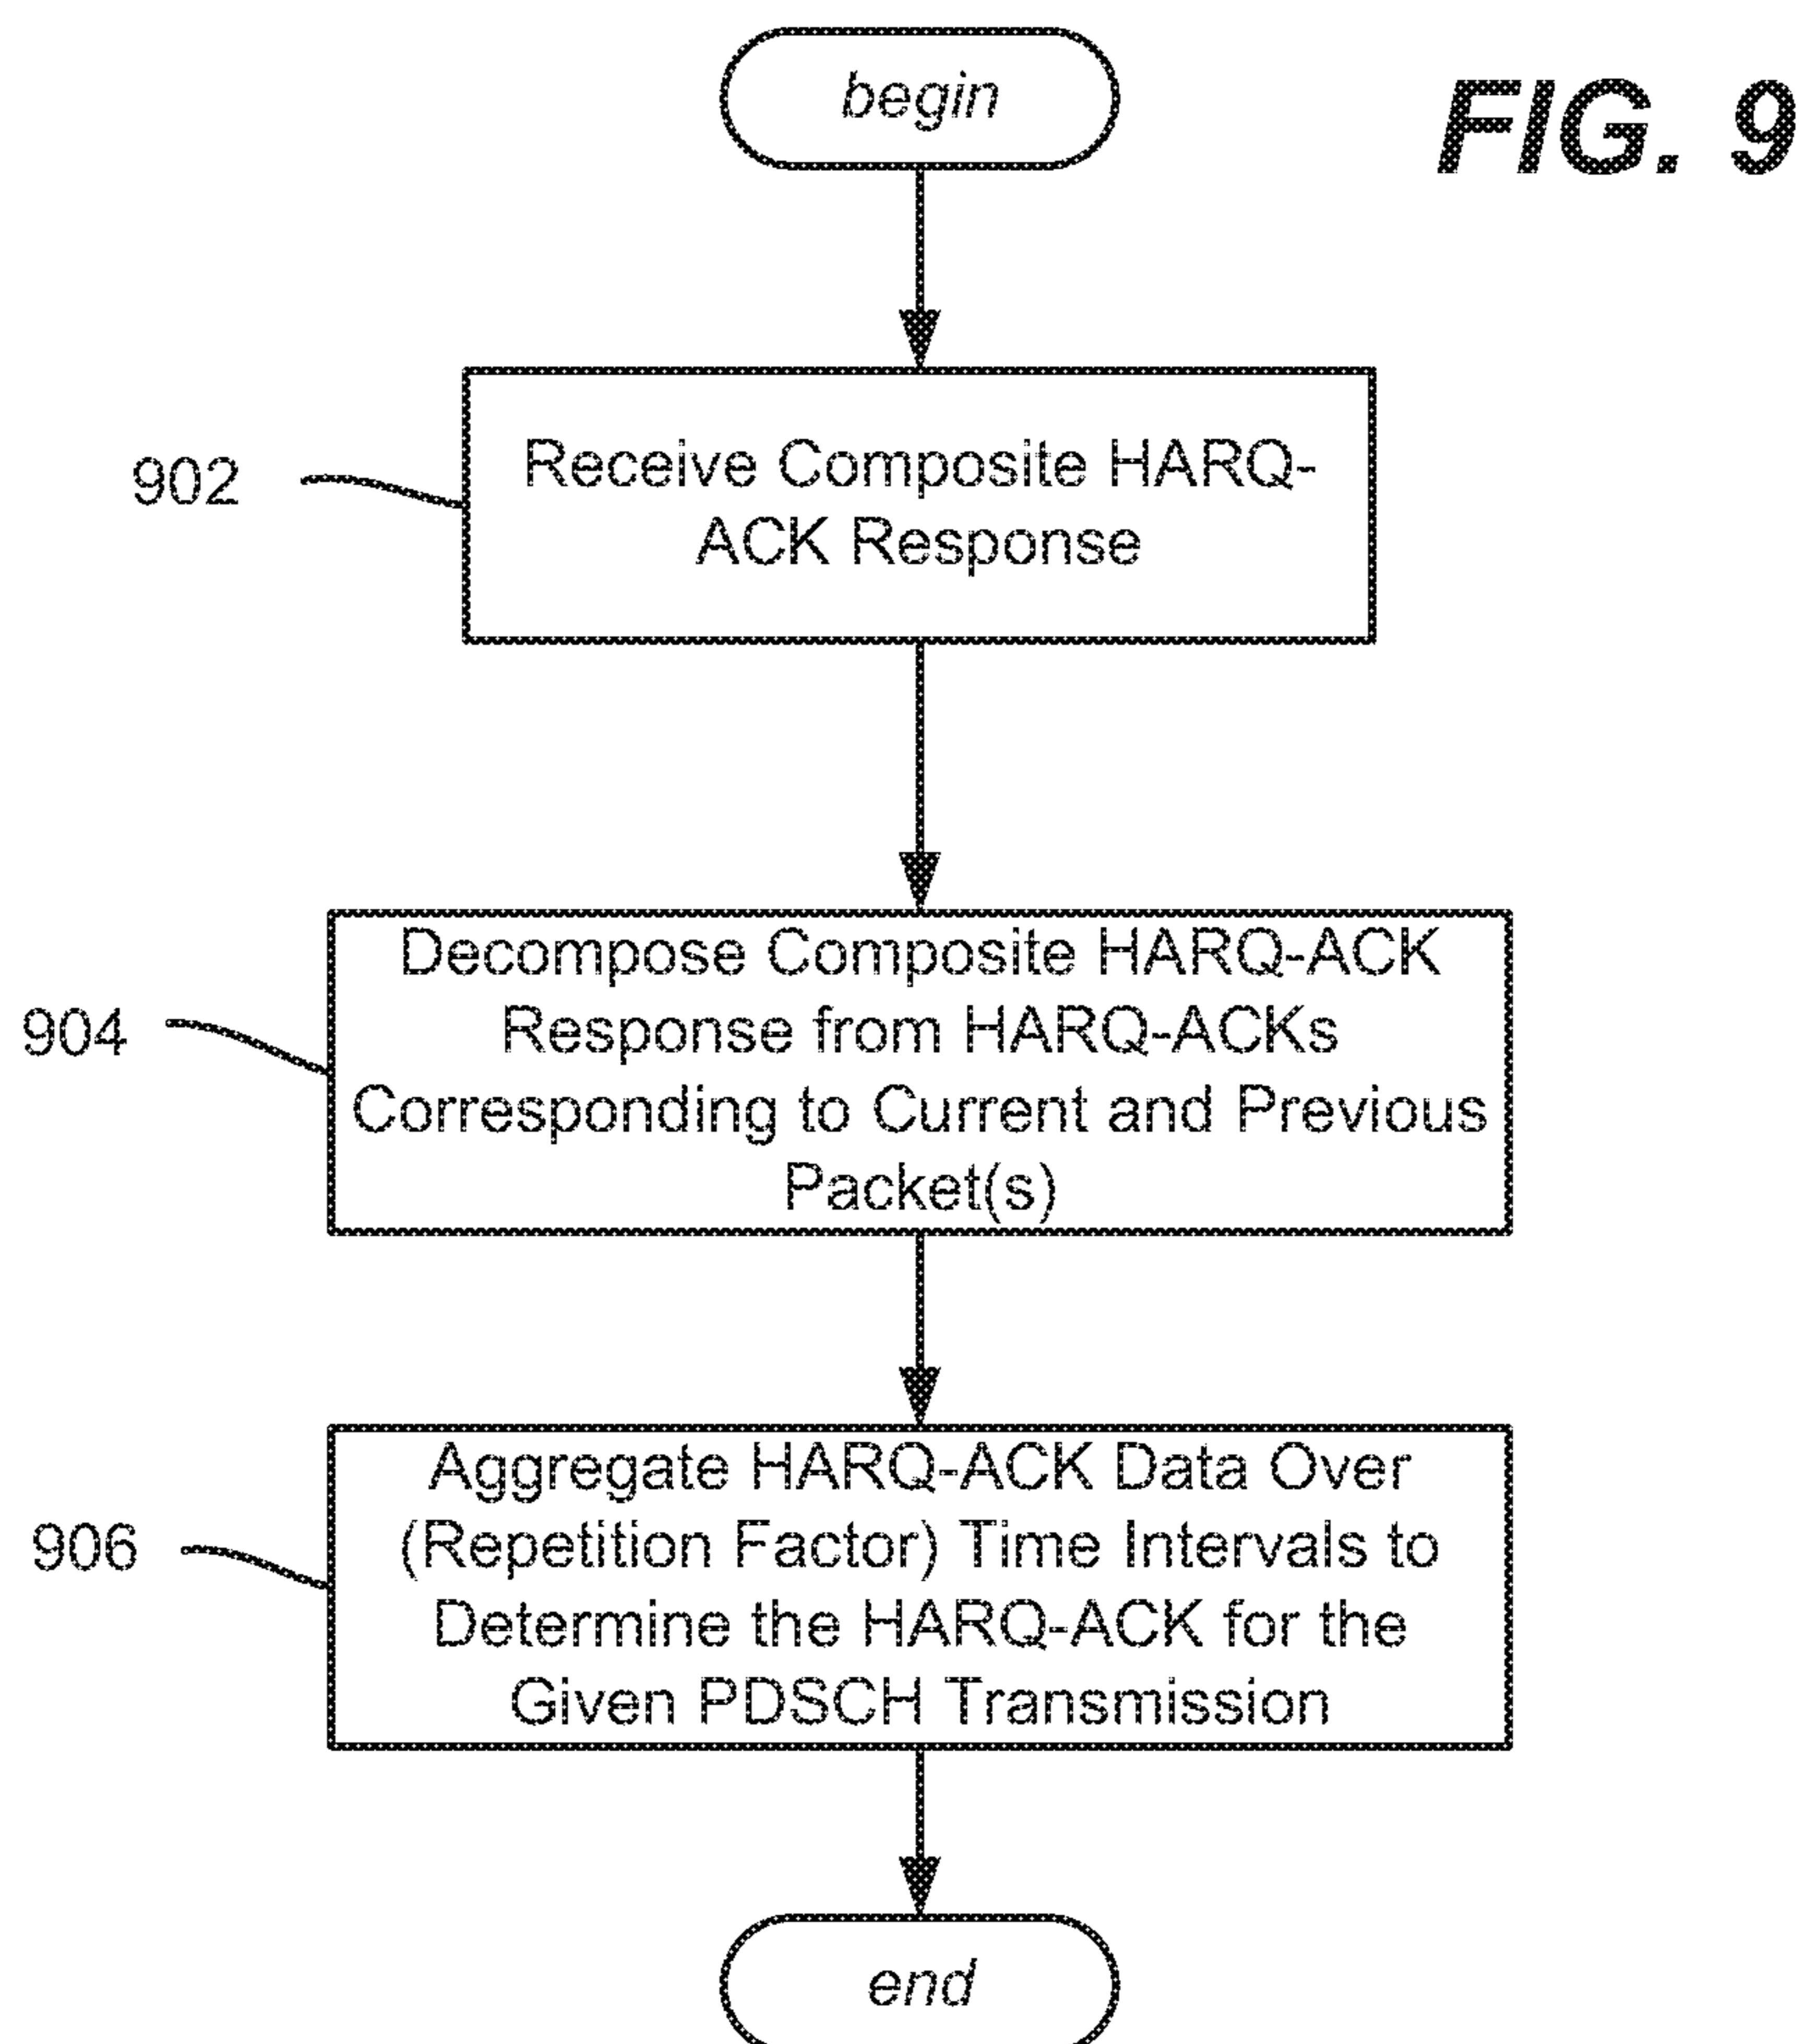 begin
FIG. 9
902
Receive Composite HARQ-
ACK Response
904
Decompose Composite HARQ-ACK
Response from HARQ-ACKs
Corresponding to Current and Previous
Packet(s)
906
Aggregate HARQ-ACK Data Over
(Repetition Factor) Time Intervals to
Determine the HARQ-ACK for the
Given PDSCH Transmission
end